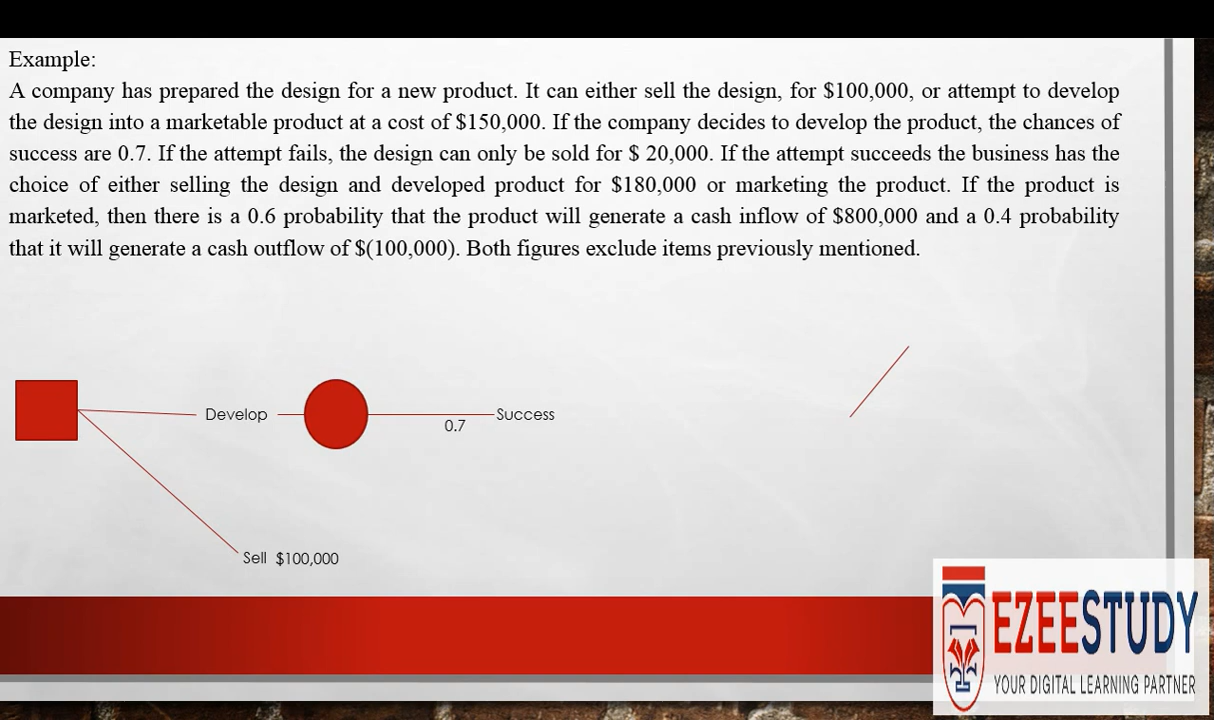 Example:
A company has prepared the design for a new product. It can either sell the design, for $100,000, or attempt to develop
the design into a marketable product at a cost of $150,000. If the company decides to develop the product, the chances of
success are 0.7. If the attempt fails, the design can only be sold for $ 20,000. If the attempt succeeds the business has the
choice of either selling the design and developed product for $180,000 or marketing the product. If the product is
marketed, then there is a 0.6 probability that the product will generate a cash inflow of $800,000 and a 0.4 probability
that it will generate a cash outflow of $(100,000). Both figures exclude items previously mentioned.
Develop
Success
0.7
Sell $100,000
EZEESTUDY
YOUR DIGITAL LEARNING PARTNER